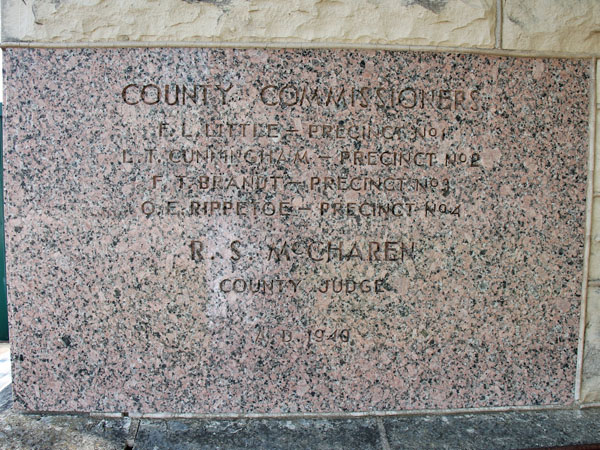 COUNTY COMMISSIONERS
F. L. LITTLE – PRECINCT No 1
L. T. CUNNINGHAM – PRECINCT No 2
F. T. BRANDT – PRECINCT No 3
O. E. RIPPETOE – PRECINCT No 4
R. S. McCHAREN
COUNTY JUDGE
A. D. 1940